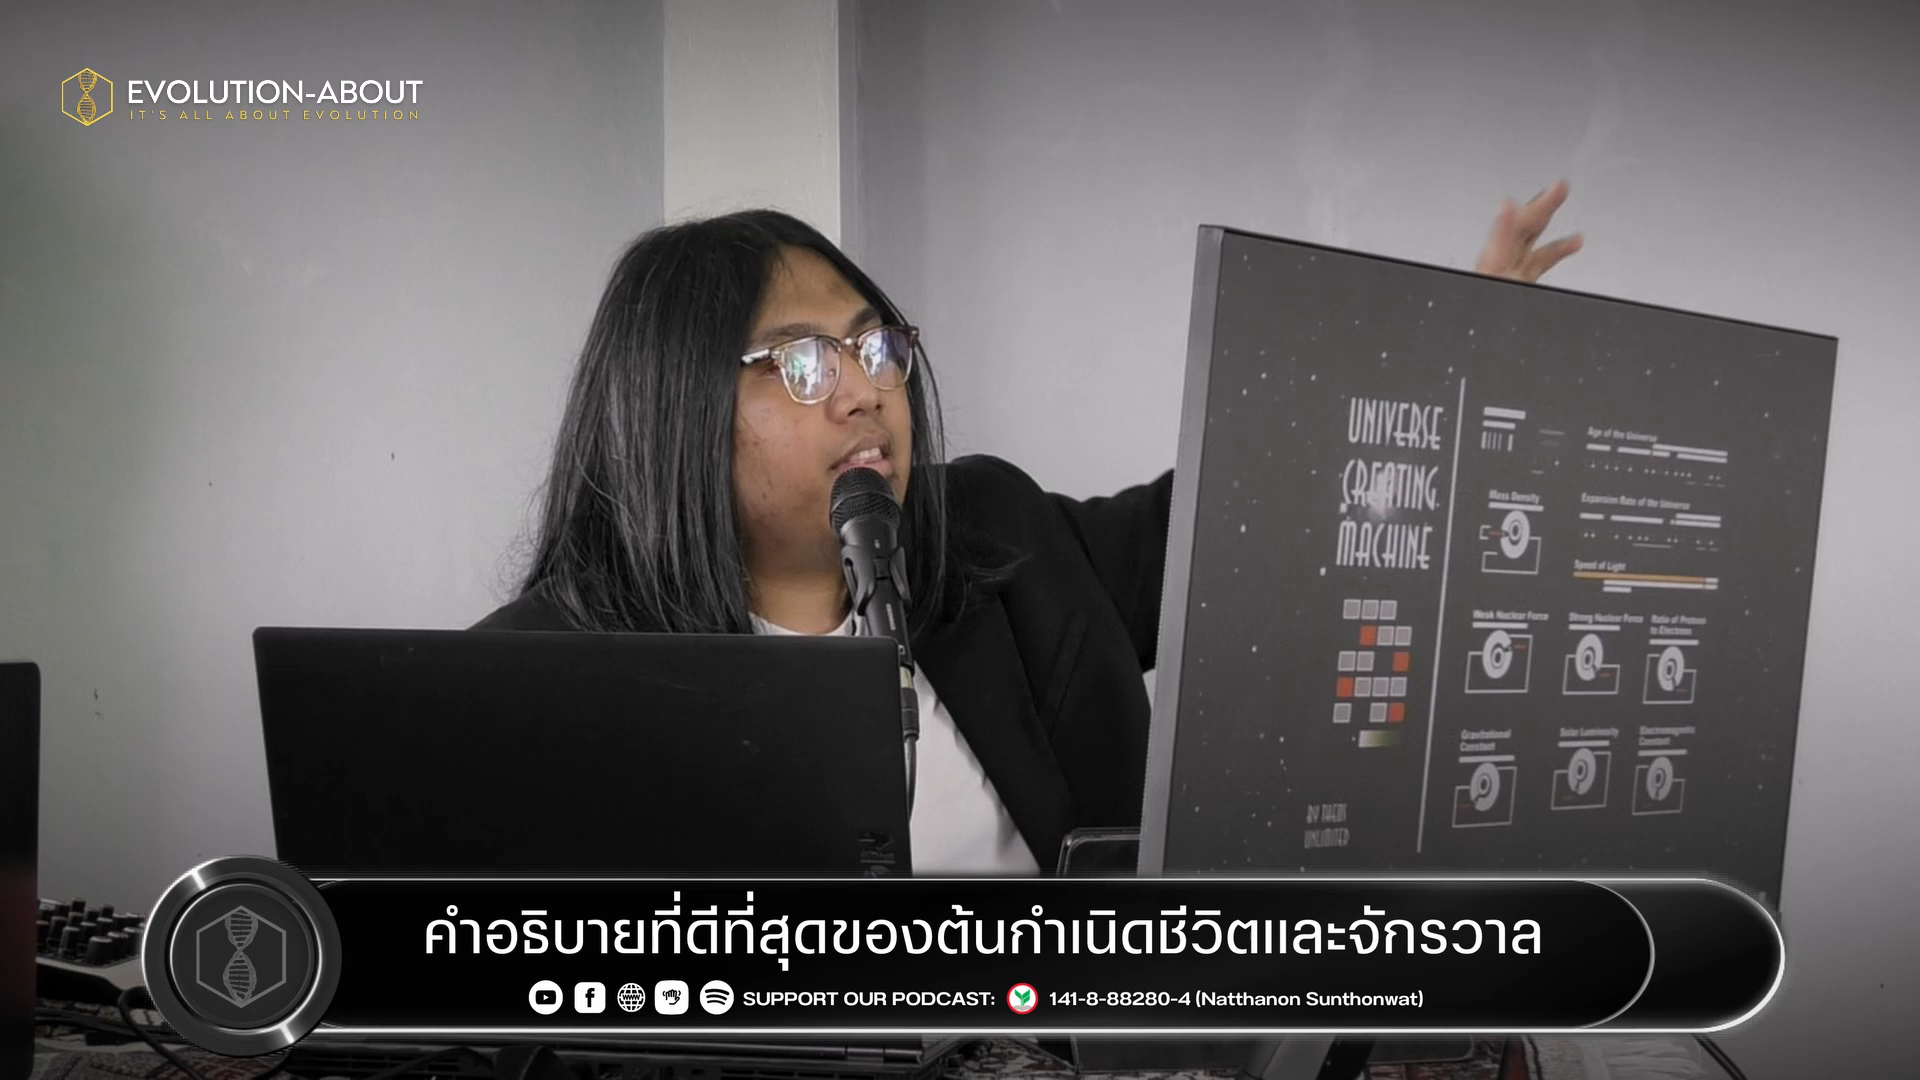 EVOLUTION-ABOUT
IT'S ALL ABOUT EVOLUTION
UNIVERSE
CREATING
MACHINE
BY THEOS
UNLIMITED
Age of the Universe
Mass Density
Expansion Rate of the Universe
Speed of Light
Weak Nuclear Force
Strong Nuclear Force
Ratio of Protons
to Electrons
Gravitational
Constant
Solar Luminosity
Electromagnetic
Constant
คำอธิบายที่ดีที่สุดของต้นกำเนิดชีวิตและจักรวาล
SUPPORT OUR PODCAST: 141-8-88280-4 (Natthanon Sunthonwat)